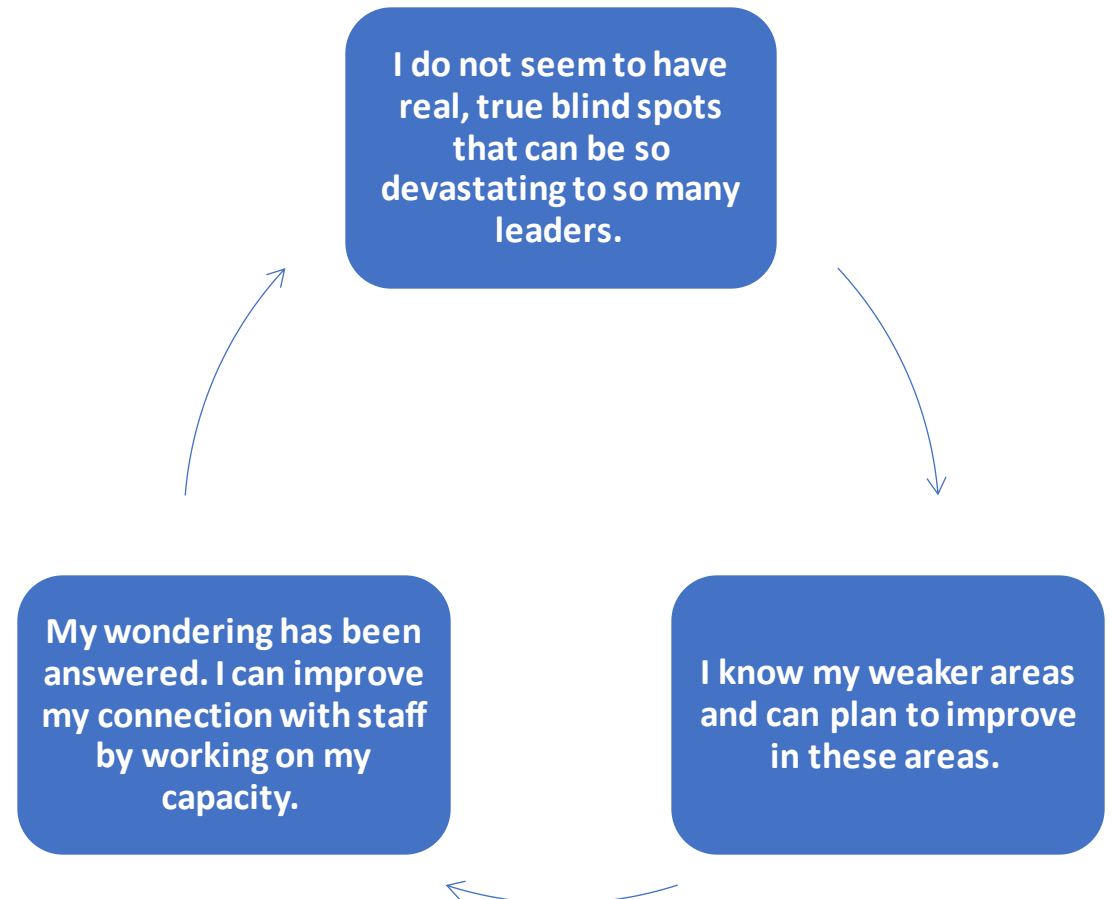 I do not seem to have
real, true blind spots
that can be so
devastating to so many
leaders.
I know my weaker areas
and can plan to improve
in these areas.
My wondering has been
answered. I can improve
my connection with staff
by working on my
capacity.